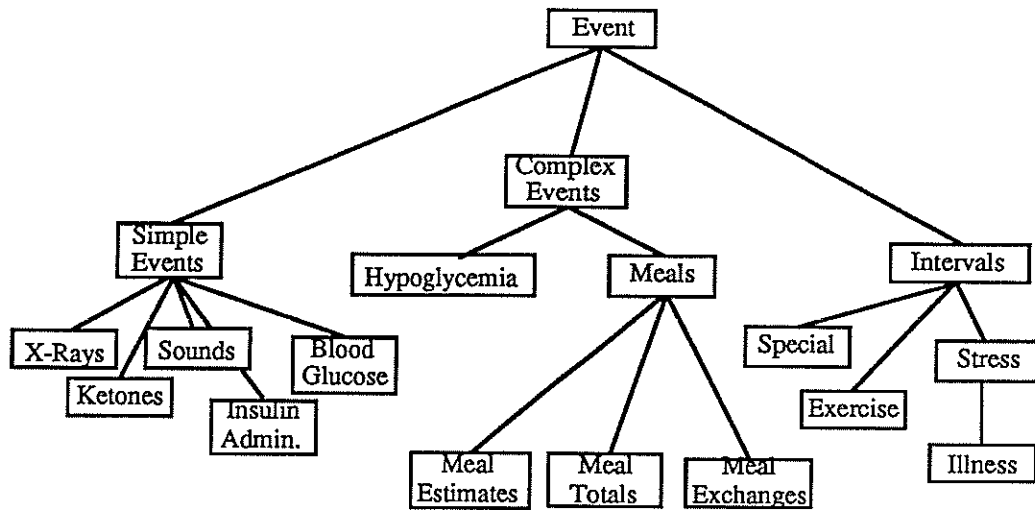 Event
Complex
Events
Simple
Events
Hypoglycemia
Meals
Intervals
X-Rays
Sounds
Blood
Glucose
Special
Stress
Ketones
Insulin
Admin.
Exercise
Meal
Estimates
Meal
Totals
Meal
Exchanges
Illness